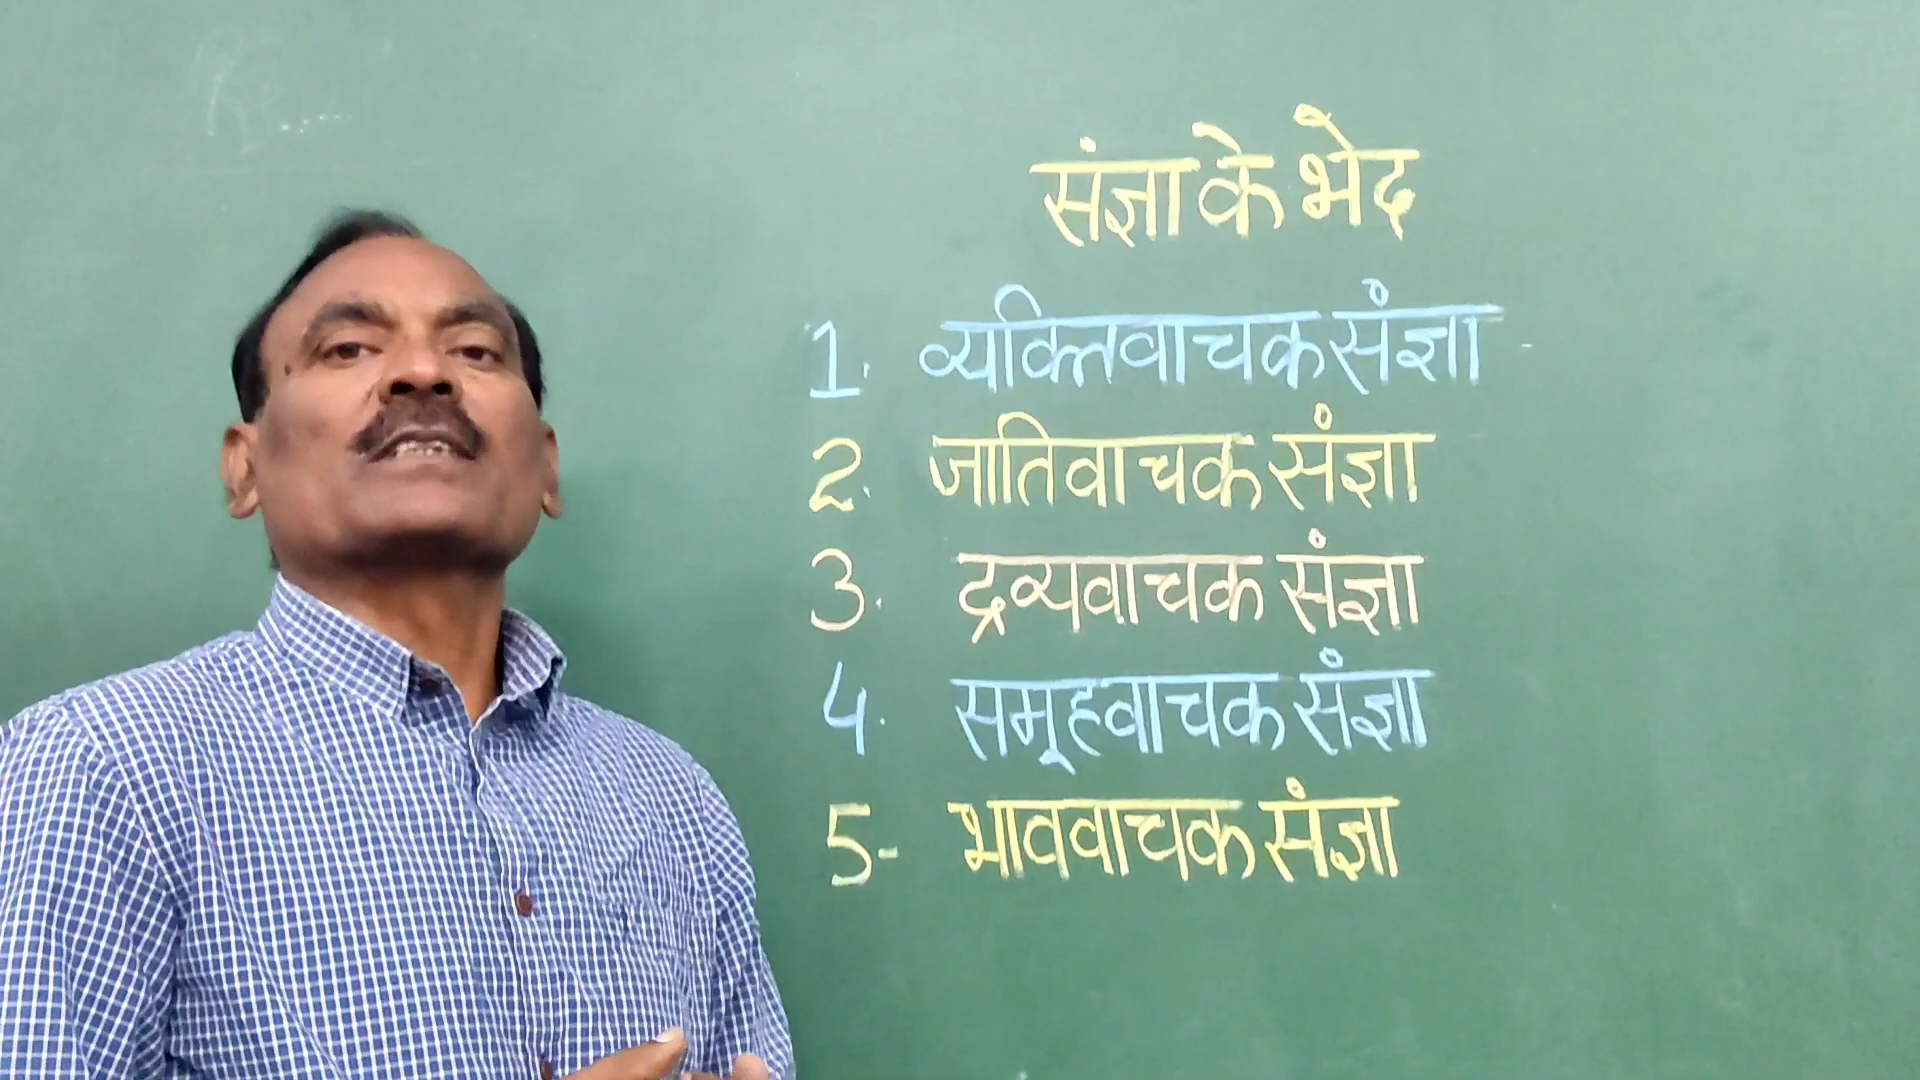 संज्ञा के भेद
1. व्यक्तिवाचक संज्ञा
2. जातिवाचक संज्ञा
3. द्रव्यवाचक संज्ञा
4. समूहवाचक संज्ञा
5- भाववाचक संज्ञा